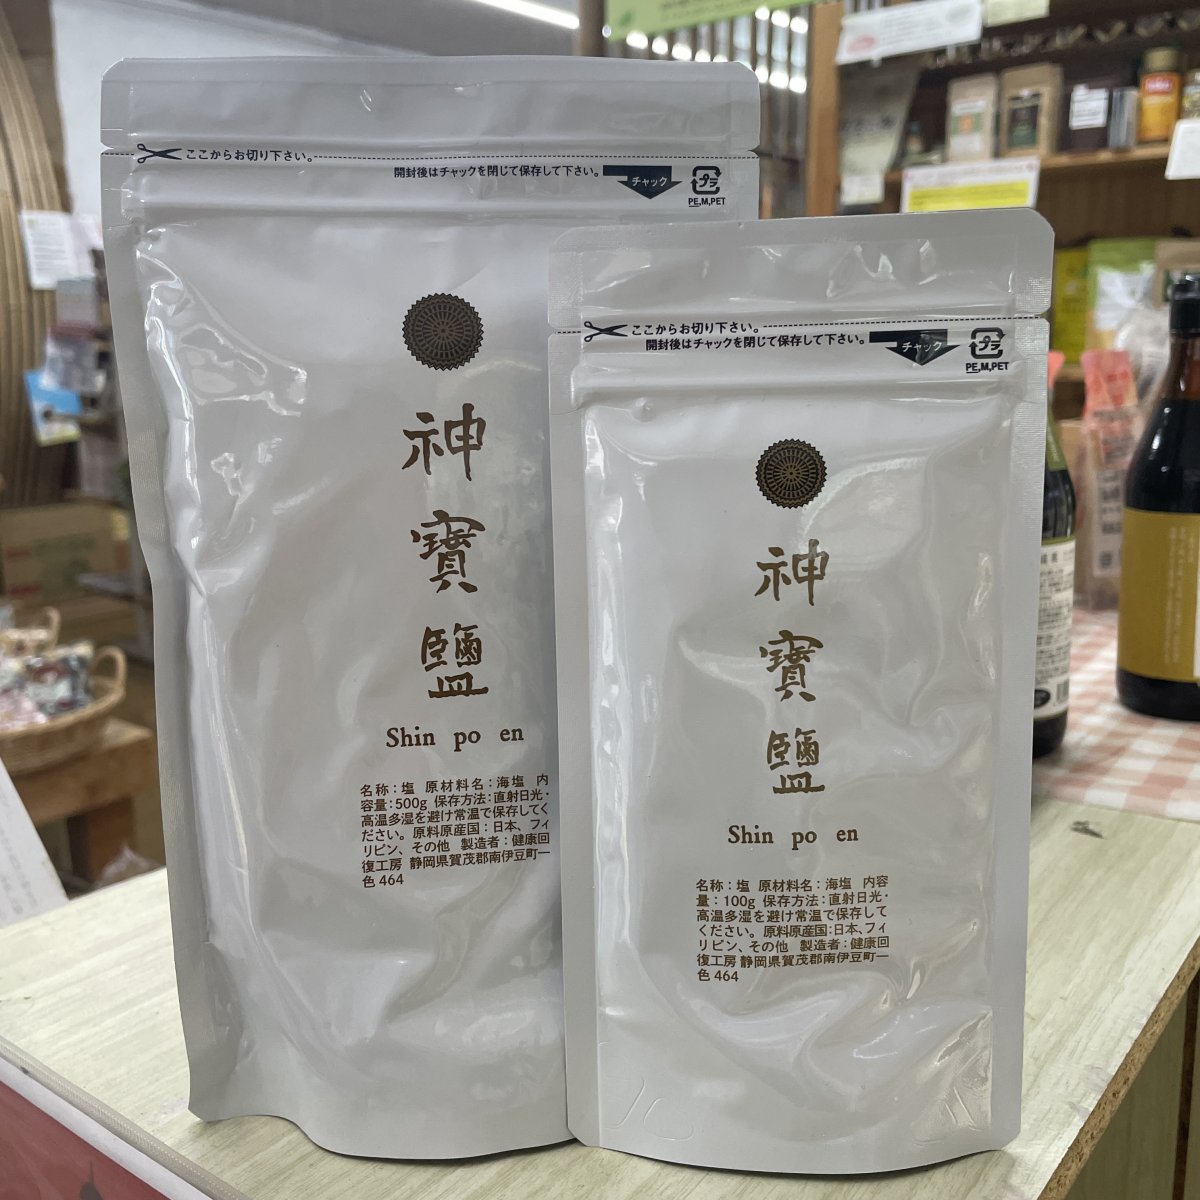 ここからお切り下さい。
開封後はチャックを閉じて保存して下さい。
チャック
プラ
PE,M,PET
神
寶
鹽
Shin po en
名称：塩 原材料名：海塩 内
容量：500g 保存方法：直射日光・
高温多湿を避け常温で保存してく
ださい。原料原産国：日本、フィ
リピン、その他 製造者：健康回
復工房 静岡県賀茂郡南伊豆町一
色 464
ここからお切り下さい。
開封後はチャックを閉じて保存して下さい。
チャック
プラ
PE,M,PET
神
寶
鹽
Shin po en
名称：塩 原材料名：海塩 内容
量：100g 保存方法：直射日光・
高温多湿を避け常温で保存して
ください。原料原産国：日本、フィ
リピン、その他 製造者：健康回
復工房 静岡県賀茂郡南伊豆町一
色 464